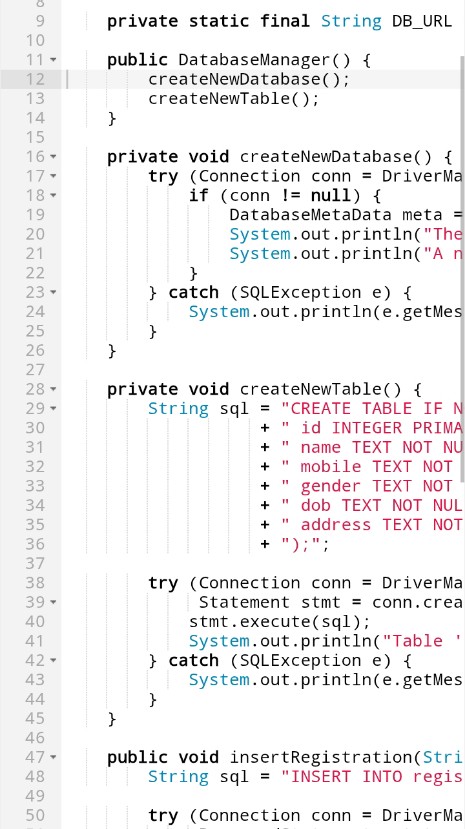 8
9 private static final String DB_URL
10
11 public DatabaseManager() {
12 createNewDatabase();
13 createNewTable();
14 }
15
16 private void createNewDatabase() {
17 try (Connection conn = DriverMa
18 if (conn != null) {
19 DatabaseMetaData meta =
20 System.out.println("The
21 System.out.println("A n
22 }
23 } catch (SQLException e) {
24 System.out.println(e.getMes
25 }
26 }
27
28 private void createNewTable() {
29 String sql = "CREATE TABLE IF N
30 + " id INTEGER PRIMA
31 + " name TEXT NOT NU
32 + " mobile TEXT NOT
33 + " gender TEXT NOT
34 + " dob TEXT NOT NUL
35 + " address TEXT NOT
36 + ");";
37
38 try (Connection conn = DriverMa
39 Statement stmt = conn.crea
40 stmt.execute(sql);
41 System.out.println("Table '
42 } catch (SQLException e) {
43 System.out.println(e.getMes
44 }
45 }
46
47 public void insertRegistration(Stri
48 String sql = "INSERT INTO regis
49
50 try (Connection conn = DriverMa